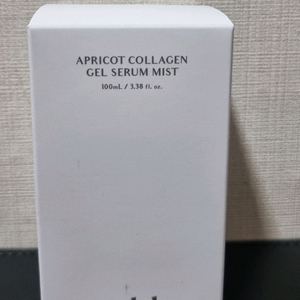 APRICOT COLLAGEN
GEL SERUM MIST
100mL / 3.38 fl. oz.